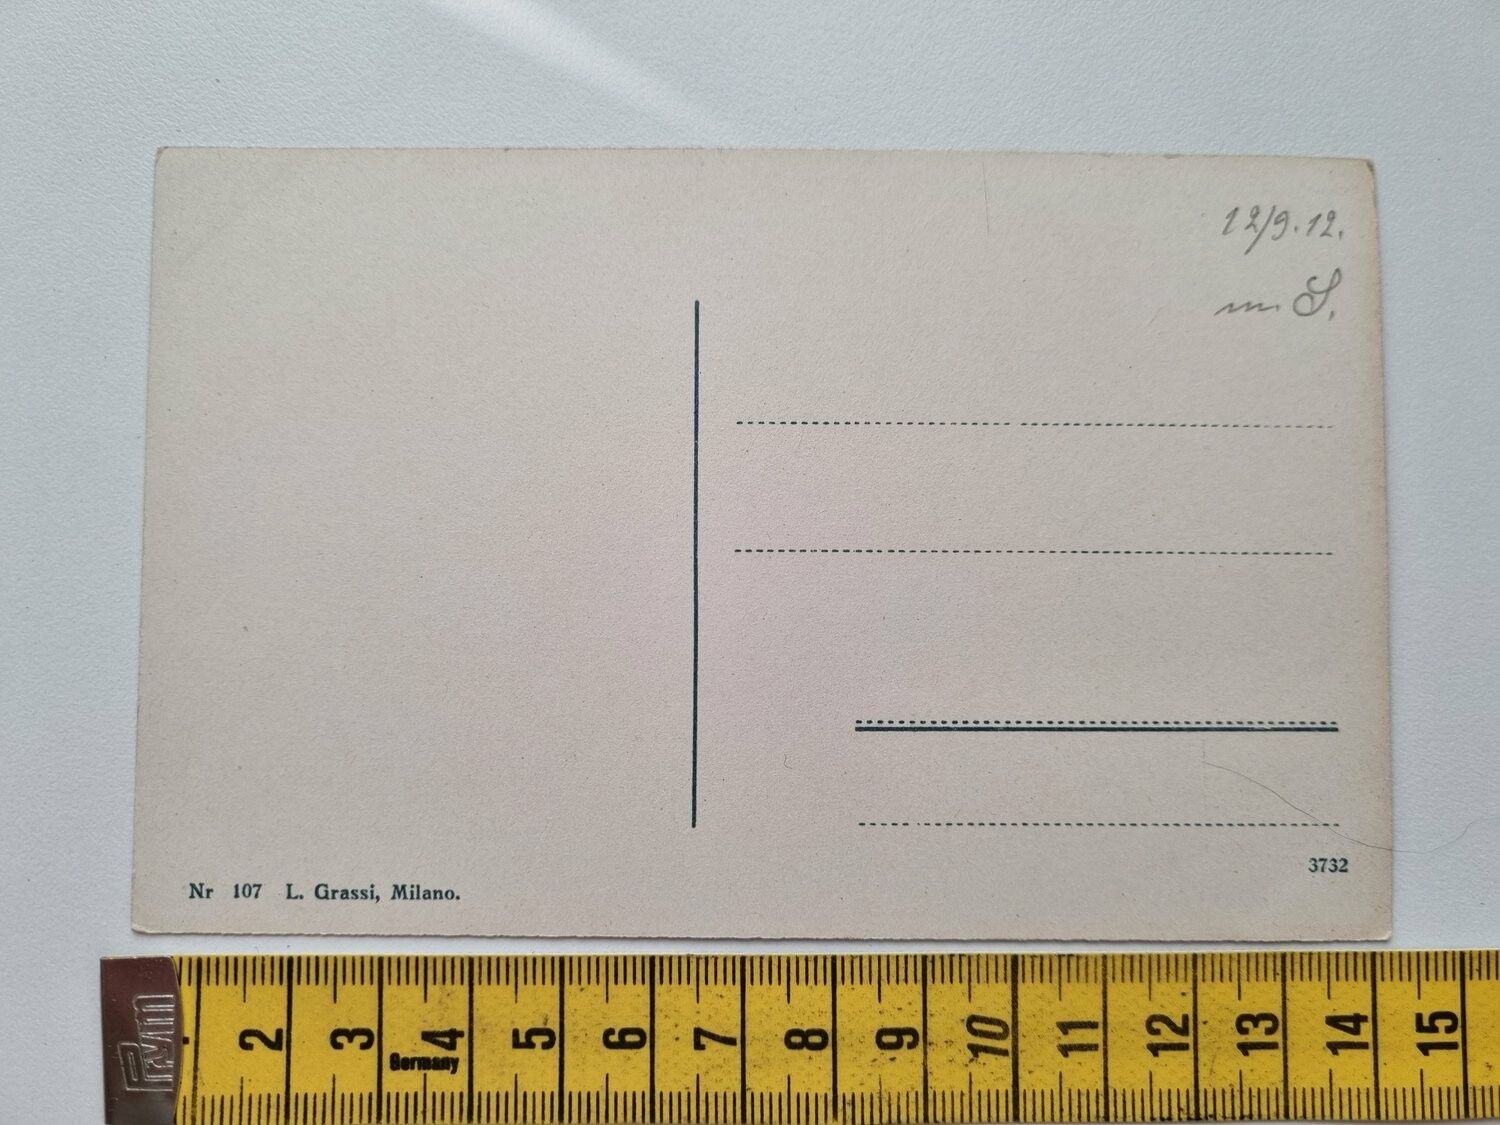 12/9.12.
m S.
Nr 107 L. Grassi, Milano.
3732
2 3 4 5 6 7 8 9 10 11 12 13 14 15
Germany